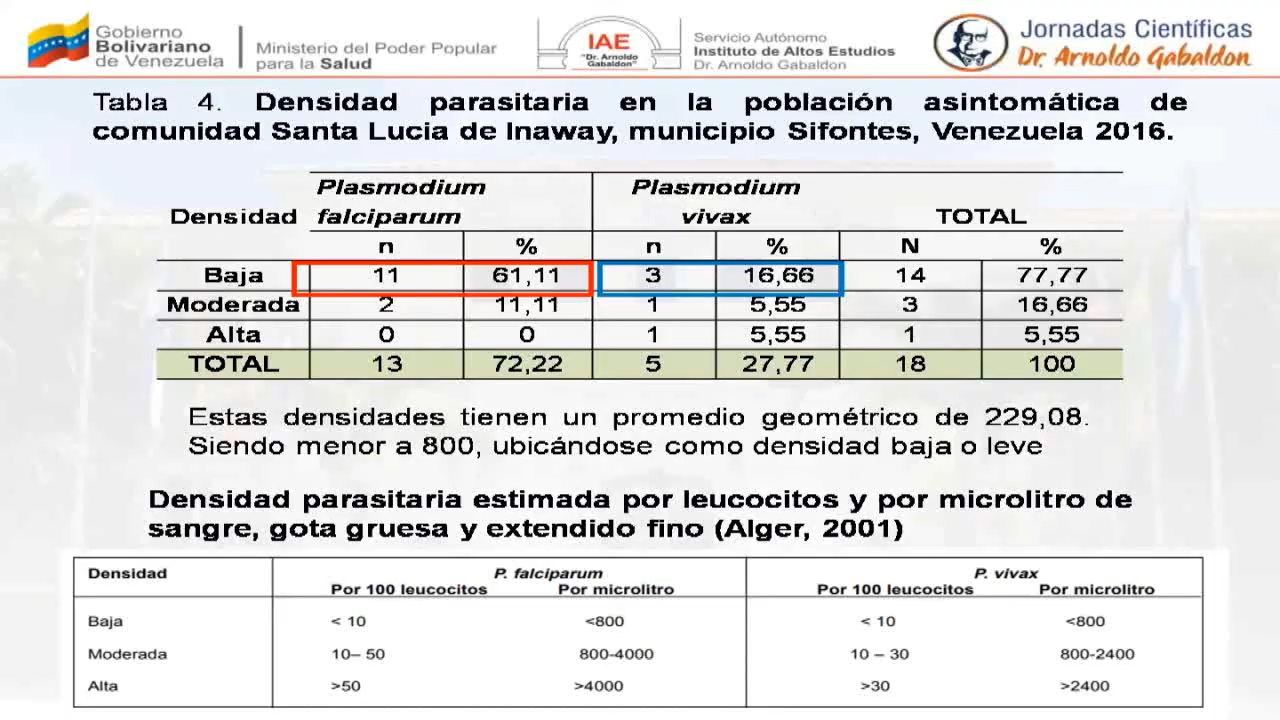 Gobierno
Bolivariano
de Venezuela
Ministerio del Poder Popular
para la Salud
IAE
"Dr. Arnoldo
Gabaldon"
Servicio Autónomo
Instituto de Altos Estudios
Dr. Arnoldo Gabaldon
Jornadas Científicas
Dr. Arnoldo Gabaldon
Tabla 4. Densidad parasitaria en la población asintomática de
comunidad Santa Lucia de Inaway, municipio Sifontes, Venezuela 2016.
Plasmodium Plasmodium
Densidad falciparum vivax TOTAL
n % n % N %
Baja 11 61,11 3 16,66 14 77,77
Moderada 2 11,11 1 5,55 3 16,66
Alta 0 0 1 5,55 1 5,55
TOTAL 13 72,22 5 27,77 18 100
Estas densidades tienen un promedio geométrico de 229,08.
Siendo menor a 800, ubicándose como densidad baja o leve
Densidad parasitaria estimada por leucocitos y por microlitro de
sangre, gota gruesa y extendido fino (Alger, 2001)
Densidad P. falciparum P. vivax
Por 100 leucocitos Por microlitro Por 100 leucocitos Por microlitro
Baja < 10 <800 < 10 <800
Moderada 10– 50 800-4000 10 – 30 800-2400
Alta >50 >4000 >30 >2400